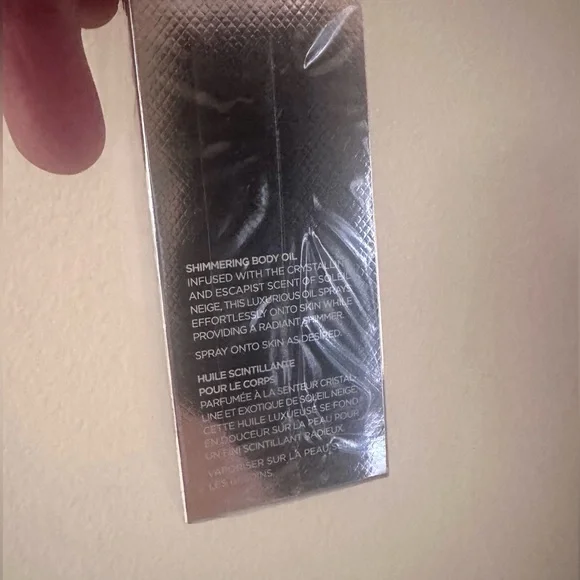 SHIMMERING BODY OIL
INFUSED WITH THE CRYSTALLIN
AND ESCAPIST SCENT OF SOLEIL
NEIGE, THIS LUXURIOUS OIL SPRAYS
EFFORTLESSLY ONTO SKIN WHILE
PROVIDING A RADIANT SHIMMER.
SPRAY ONTO SKIN AS DESIRED.
HUILE SCINTILLANTE
POUR LE CORPS
PARFUMÉE À LA SENTEUR CRISTAL-
LINE ET EXOTIQUE DE SOLEIL NEIGE,
CETTE HUILE LUXUEUSE SE FOND
EN DOUCEUR SUR LA PEAU POUR
UN FINI SCINTILLANT RADIEUX.
VAPORISER SUR LA PEAU
LES BESOINS.